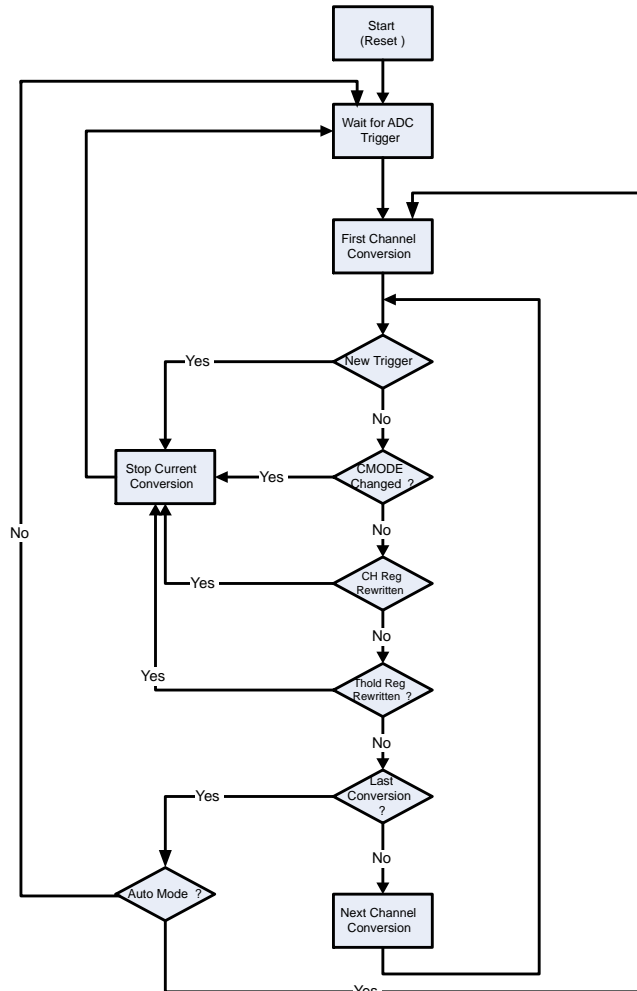 Start
(Reset )
Wait for ADC
Trigger
First Channel
Conversion
New Trigger
Yes
No
Stop Current
Conversion
Yes
CMODE
Changed ?
No
No
Yes
CH Reg
Rewritten
No
Yes
Thold Reg
Rewritten ?
No
Yes
Last
Conversion
?
No
Auto Mode ?
Next Channel
Conversion
Yes